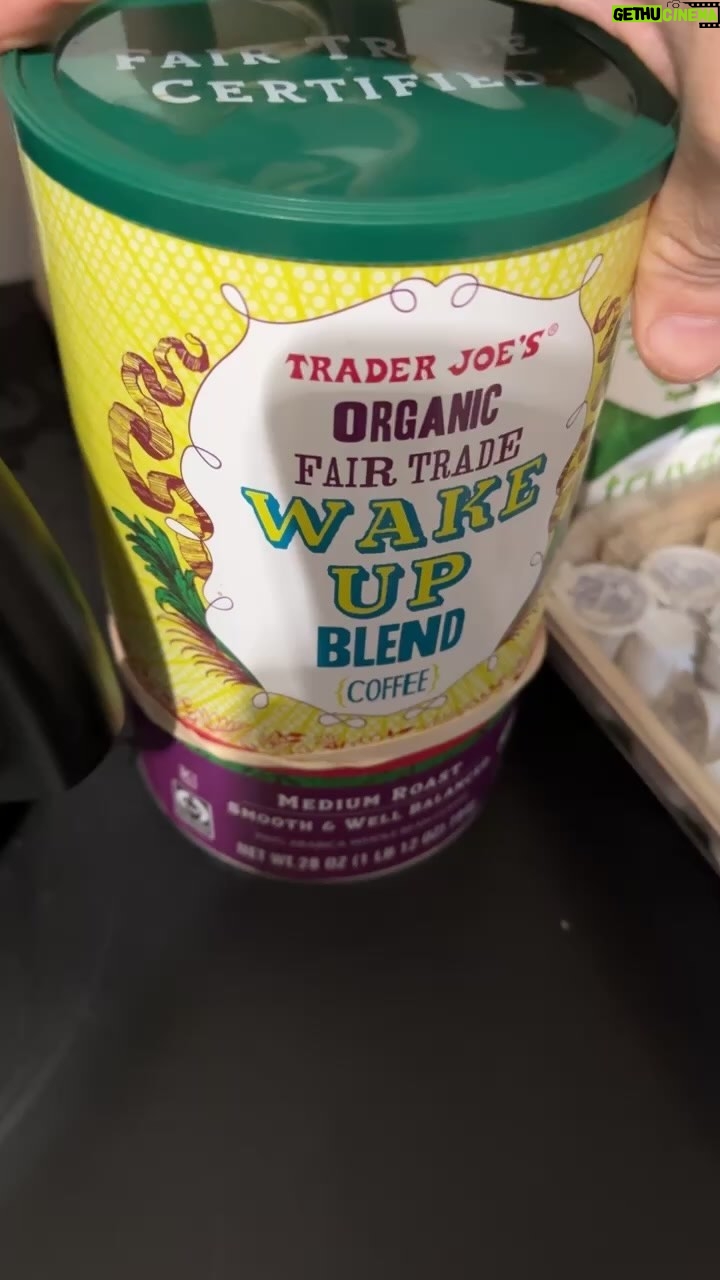 GETHUCINEMA
FAIR TRADE
CERTIFIED
TRADER JOE'S®
ORGANIC
FAIR TRADE
WAKE
UP
BLEND
{COFFEE}
MEDIUM ROAST
SMOOTH & WELL BALANCED
NET WT. 28 OZ (1 LB 12 OZ)